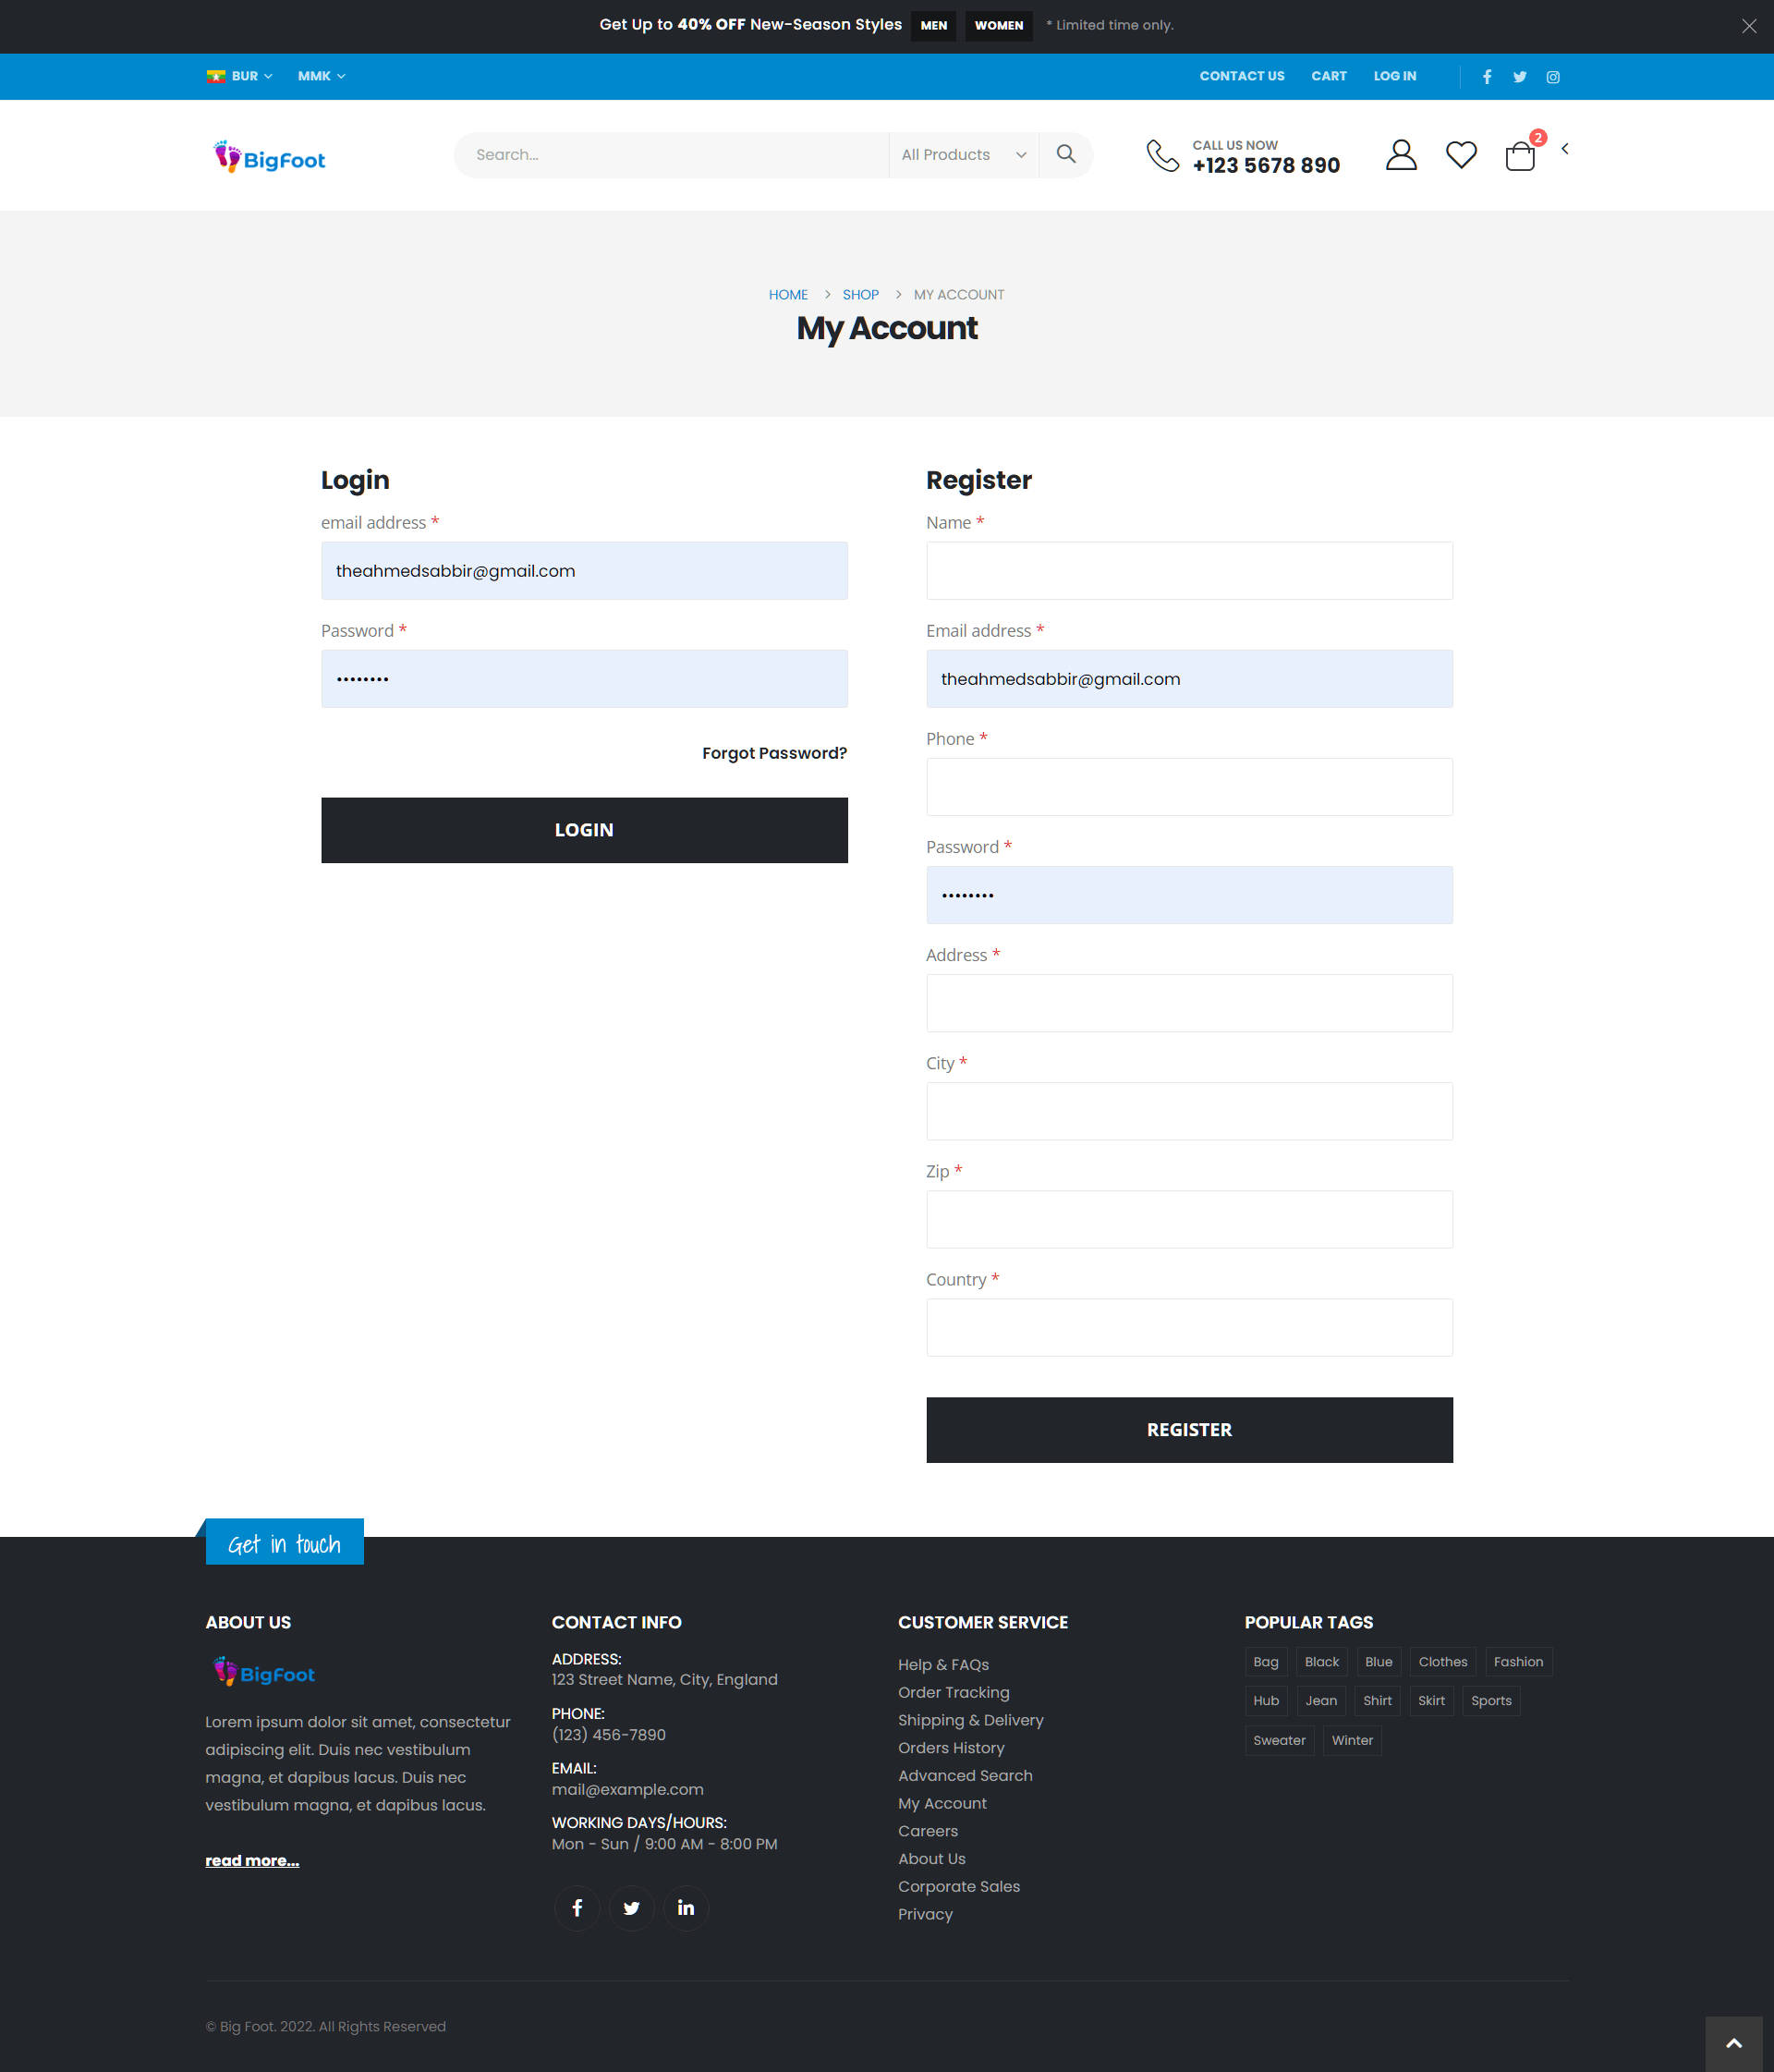 Get Up to 40% OFF New-Season Styles MEN WOMEN * Limited time only.
BUR MMK CONTACT US CART LOG IN
BigFoot Search... All Products CALL US NOW 2
+123 5678 890
HOME SHOP MY ACCOUNT
My Account
Login
email address *
theahmedsabbir@gmail.com
Password *
••••••••
Forgot Password?
LOGIN
Register
Name *
Email address *
theahmedsabbir@gmail.com
Phone *
Password *
••••••••
Address *
City *
Zip *
Country *
REGISTER
Get in touch
ABOUT US
BigFoot
Lorem ipsum dolor sit amet, consectetur
adipiscing elit. Duis nec vestibulum
magna, et dapibus lacus. Duis nec
vestibulum magna, et dapibus lacus.
read more...
CONTACT INFO
ADDRESS:
123 Street Name, City, England
PHONE:
(123) 456-7890
EMAIL:
mail@example.com
WORKING DAYS/HOURS:
Mon - Sun / 9:00 AM - 8:00 PM
CUSTOMER SERVICE
Help & FAQs
Order Tracking
Shipping & Delivery
Orders History
Advanced Search
My Account
Careers
About Us
Corporate Sales
Privacy
POPULAR TAGS
Bag Black Blue Clothes Fashion
Hub Jean Shirt Skirt Sports
Sweater Winter
© Big Foot. 2022. All Rights Reserved